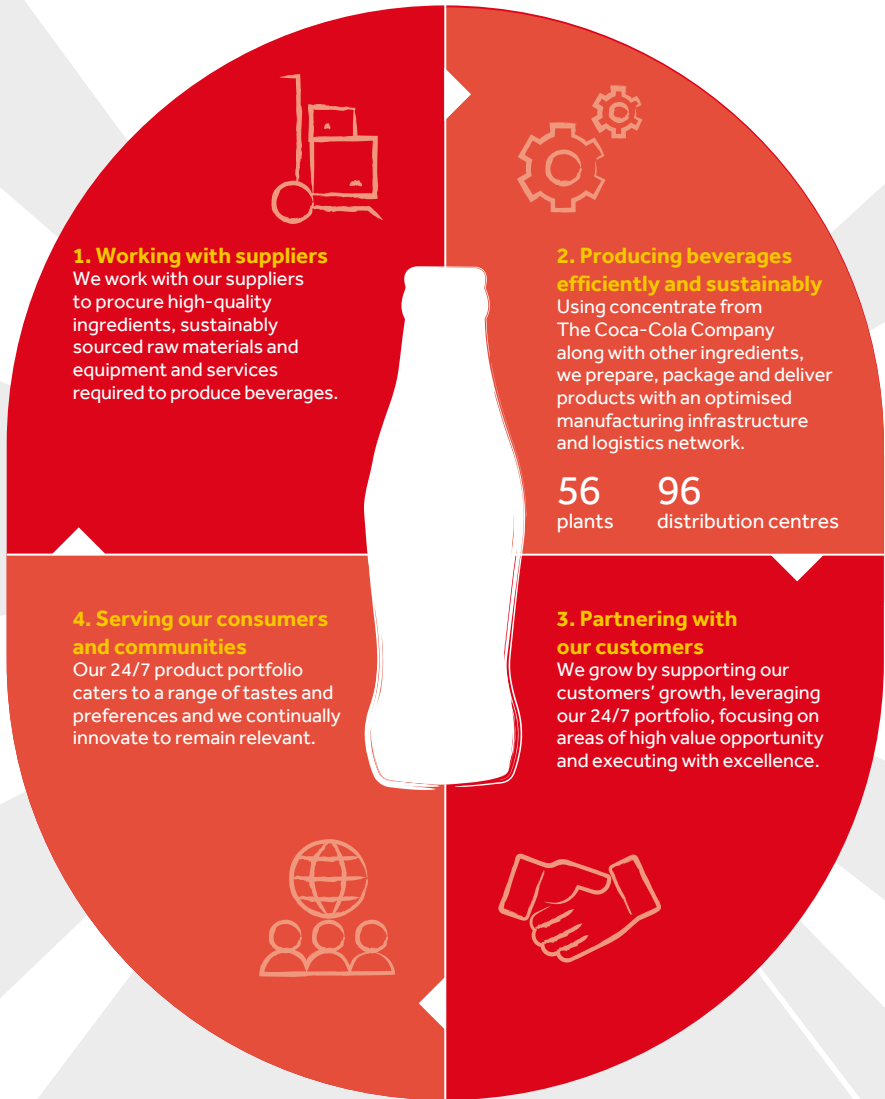 1. Working with suppliers
We work with our suppliers
to procure high-quality
ingredients, sustainably
sourced raw materials and
equipment and services
required to produce beverages.
2. Producing beverages
efficiently and sustainably
Using concentrate from
The Coca-Cola Company
along with other ingredients,
we prepare, package and deliver
products with an optimised
manufacturing infrastructure
and logistics network.
56
plants
96
distribution centres
3. Partnering with
our customers
We grow by supporting our
customers’ growth, leveraging
our 24/7 portfolio, focusing on
areas of high value opportunity
and executing with excellence.
4. Serving our consumers
and communities
Our 24/7 product portfolio
caters to a range of tastes and
preferences and we continually
innovate to remain relevant.